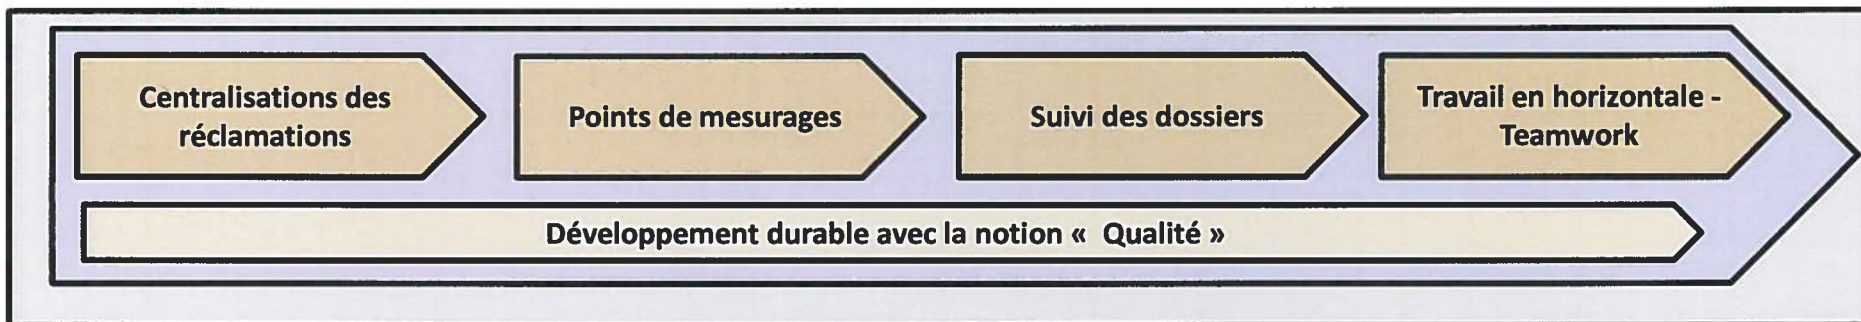 Centralisations des
réclamations
Points de mesurages
Suivi des dossiers
Travail en horizontale -
Teamwork
Développement durable avec la notion «  Qualité »